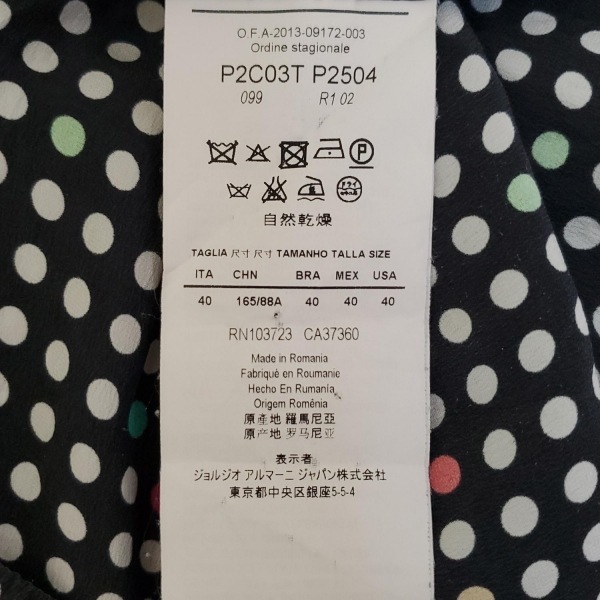 O.F.A-2013-09172-003
Ordine stagionale
P2C03T P2504
099 R1 02
P
ドライ
自然乾燥
TAGLIA 尺寸 尺寸 TAMANHO TALLA SIZE
ITA CHN BRA MEX USA
40 165/88A 40 40 40
RN103723 CA37360
Made in Romania
Fabriqué en Roumanie
Hecho En Rumanía
Origem Romênia
原產地 羅馬尼亞
原产地 罗马尼亚
表示者
ジョルジオ アルマーニ ジャパン株式会社
東京都中央区銀座5-5-4